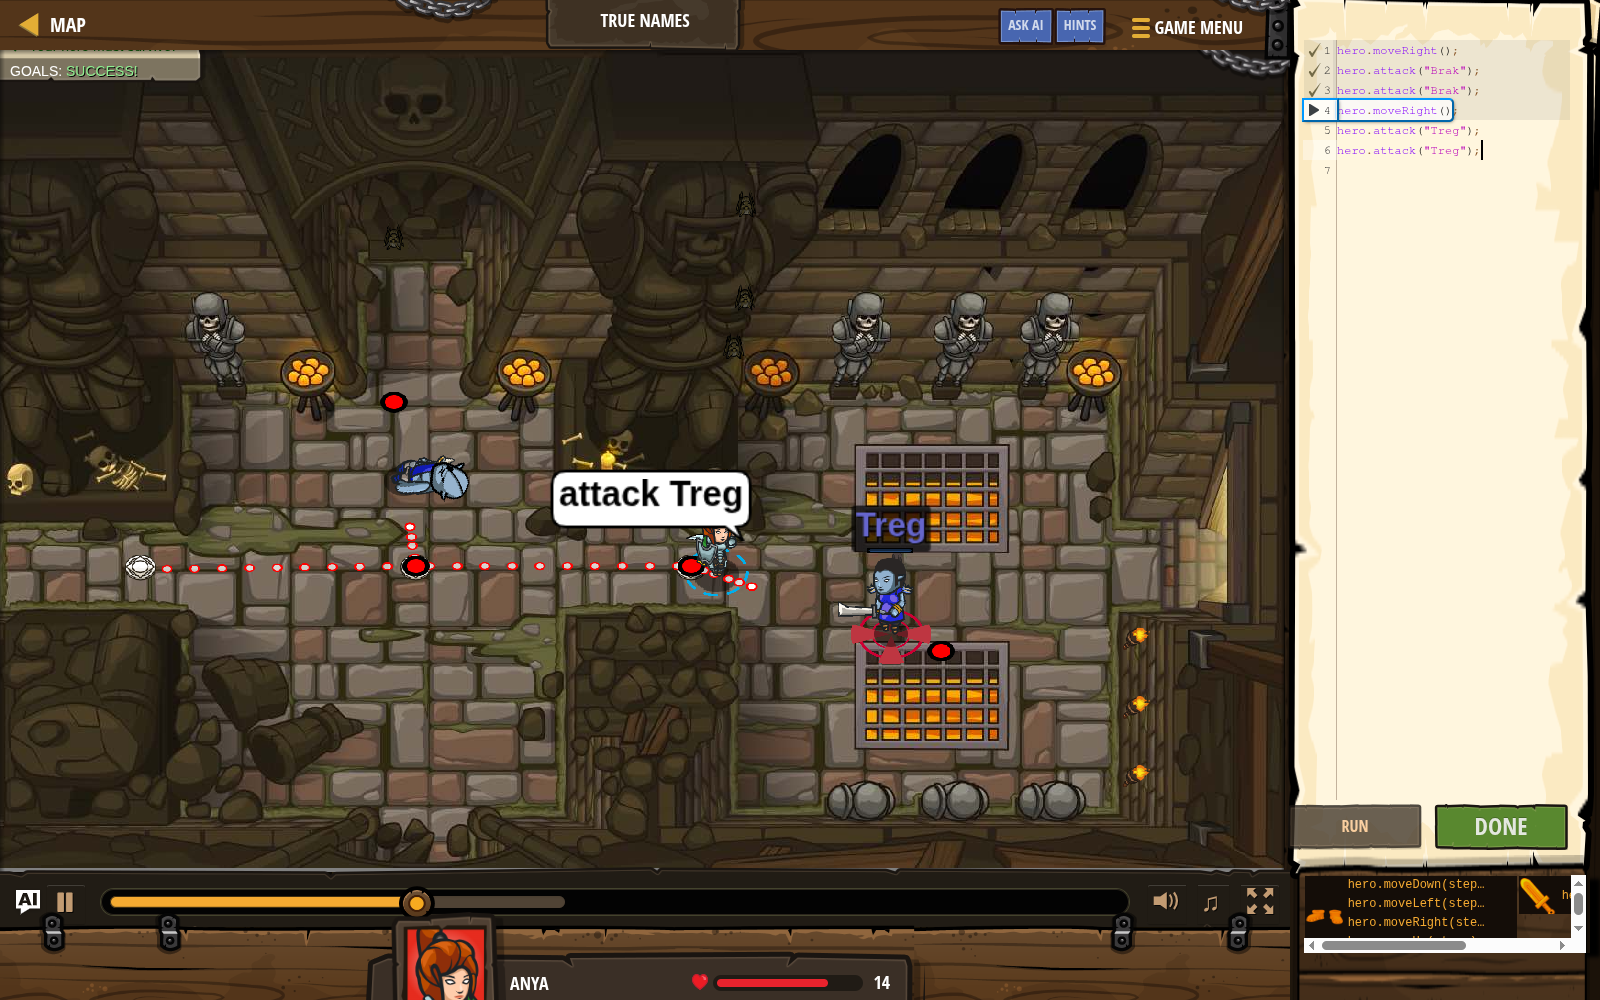 MAP
TRUE NAMES
ASK AI
HINTS
GAME MENU
GOALS: SUCCESS!
1 hero.moveRight();
2 hero.attack("Brak");
3 hero.attack("Brak");
4 hero.moveRight();
5 hero.attack("Treg");
6 hero.attack("Treg");
7
attack Treg
Treg
RUN
DONE
hero.moveDown(step…
hero.moveLeft(step…
hero.moveRight(ste…
AI
ANYA
14